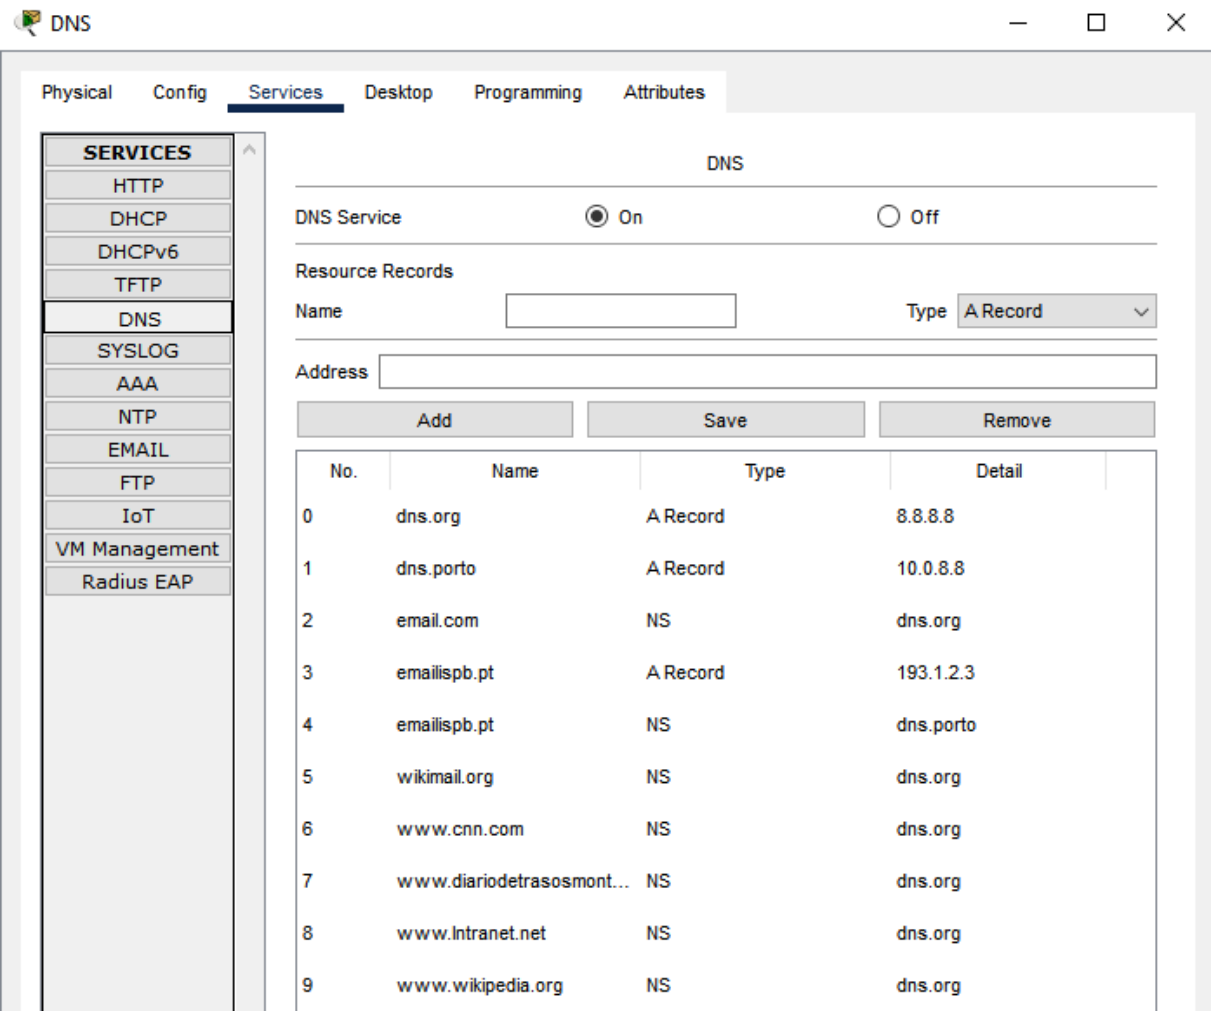 DNS
Physical Config Services Desktop Programming Attributes
SERVICES
HTTP
DHCP
DHCPv6
TFTP
DNS
SYSLOG
AAA
NTP
EMAIL
FTP
IoT
VM Management
Radius EAP
DNS
DNS Service On Off
Resource Records
Name Type A Record
Address
Add Save Remove
No. Name Type Detail
0 dns.org A Record 8.8.8.8
1 dns.porto A Record 10.0.8.8
2 email.com NS dns.org
3 emailispb.pt A Record 193.1.2.3
4 emailispb.pt NS dns.porto
5 wikimail.org NS dns.org
6 www.cnn.com NS dns.org
7 www.diariodetrasosmont... NS dns.org
8 www.Intranet.net NS dns.org
9 www.wikipedia.org NS dns.org